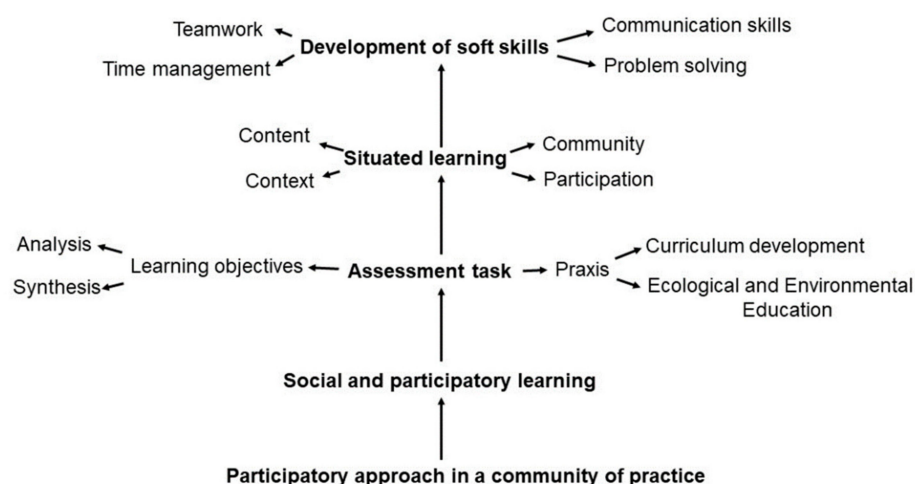 Teamwork
Communication skills
Development of soft skills
Time management
Problem solving
Content
Community
Situated learning
Context
Participation
Analysis
Curriculum development
Learning objectives
Assessment task
Praxis
Synthesis
Ecological and Environmental
Education
Social and participatory learning
Participatory approach in a community of practice